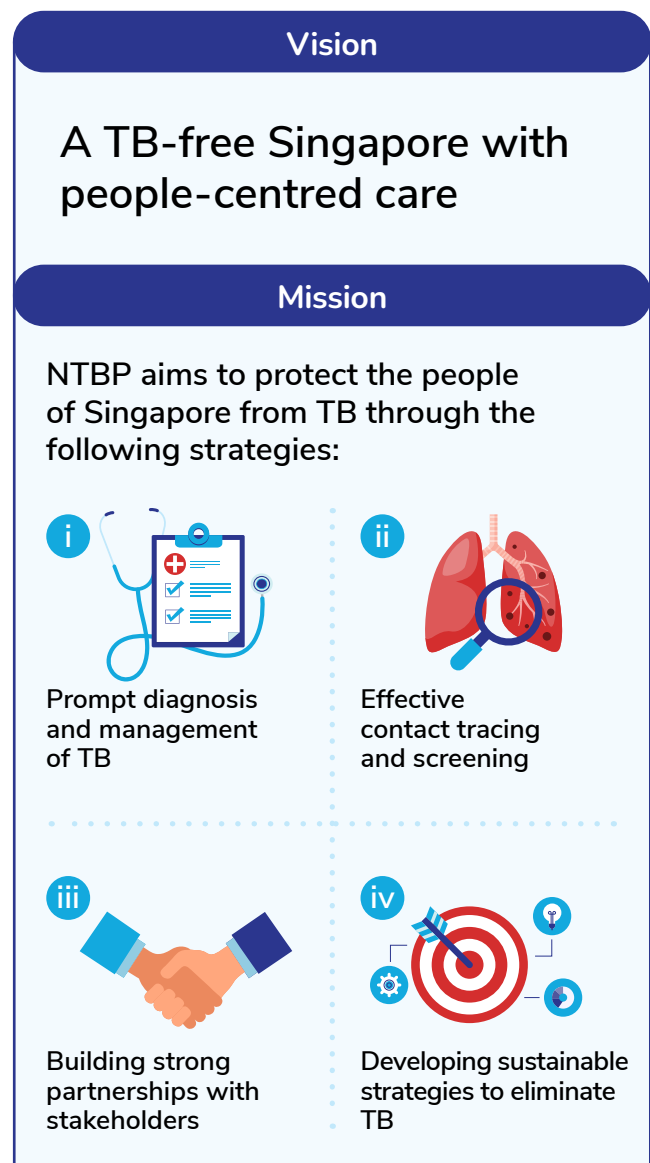 Vision
A TB-free Singapore with
people-centred care
Mission
NTBP aims to protect the people
of Singapore from TB through the
following strategies:
i
Prompt diagnosis
and management
of TB
ii
Effective
contact tracing
and screening
iii
Building strong
partnerships with
stakeholders
iv
Developing sustainable
strategies to eliminate
TB